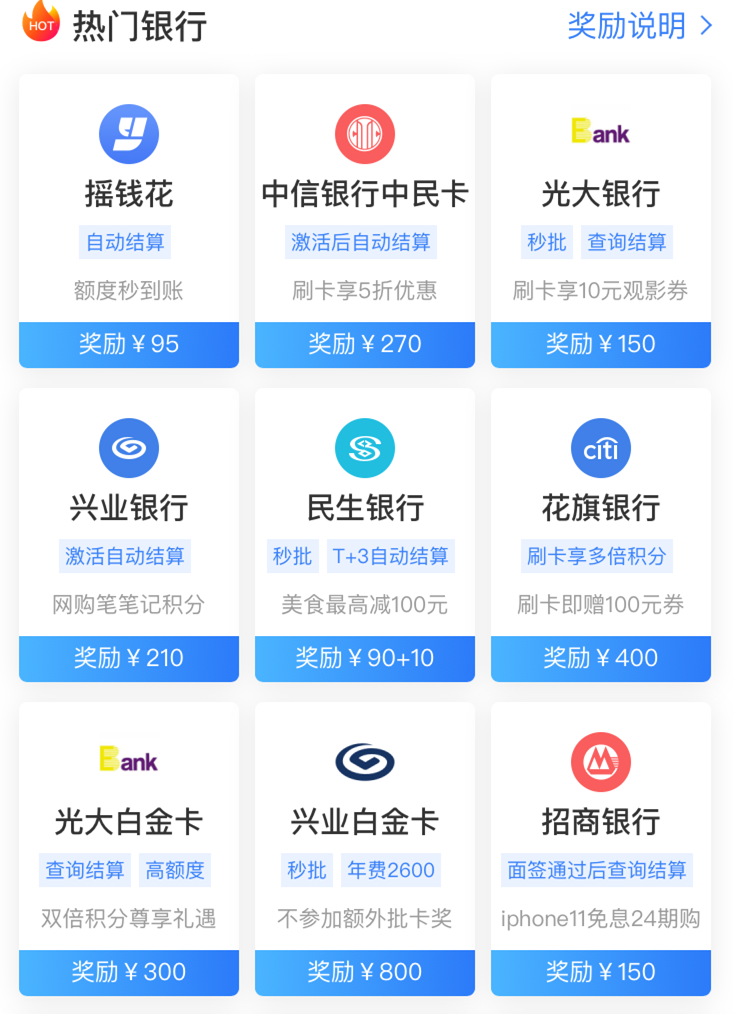 HOT 热门银行 奖励说明
摇钱花
自动结算
额度秒到账
奖励¥95
CITIC
中信银行中民卡
激活后自动结算
刷卡享5折优惠
奖励¥270
Bank
光大银行
秒批 查询结算
刷卡享10元观影券
奖励¥150
兴业银行
激活自动结算
网购笔笔记积分
奖励¥210
民生银行
秒批 T+3自动结算
美食最高减100元
奖励¥90+10
citi
花旗银行
刷卡享多倍积分
刷卡即赠100元券
奖励¥400
Bank
光大白金卡
查询结算 高额度
双倍积分尊享礼遇
奖励¥300
兴业白金卡
秒批 年费2600
不参加额外批卡奖
奖励¥800
招商银行
面签通过后查询结算
iphone11免息24期购
奖励¥150